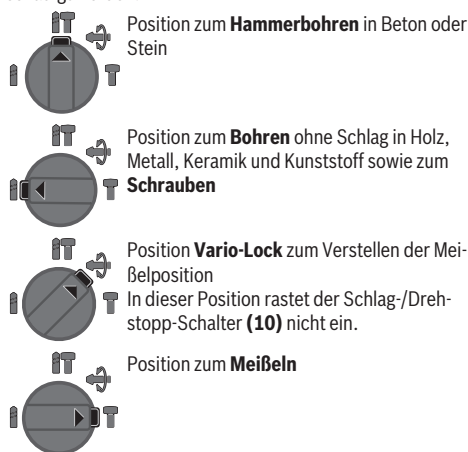 Position zum Hammerbohren in Beton oder
Stein
Position zum Bohren ohne Schlag in Holz,
Metall, Keramik und Kunststoff sowie zum
Schrauben
Position Vario-Lock zum Verstellen der Mei-
ßelposition
In dieser Position rastet der Schlag-/Dreh-
stopp-Schalter (10) nicht ein.
Position zum Meißeln